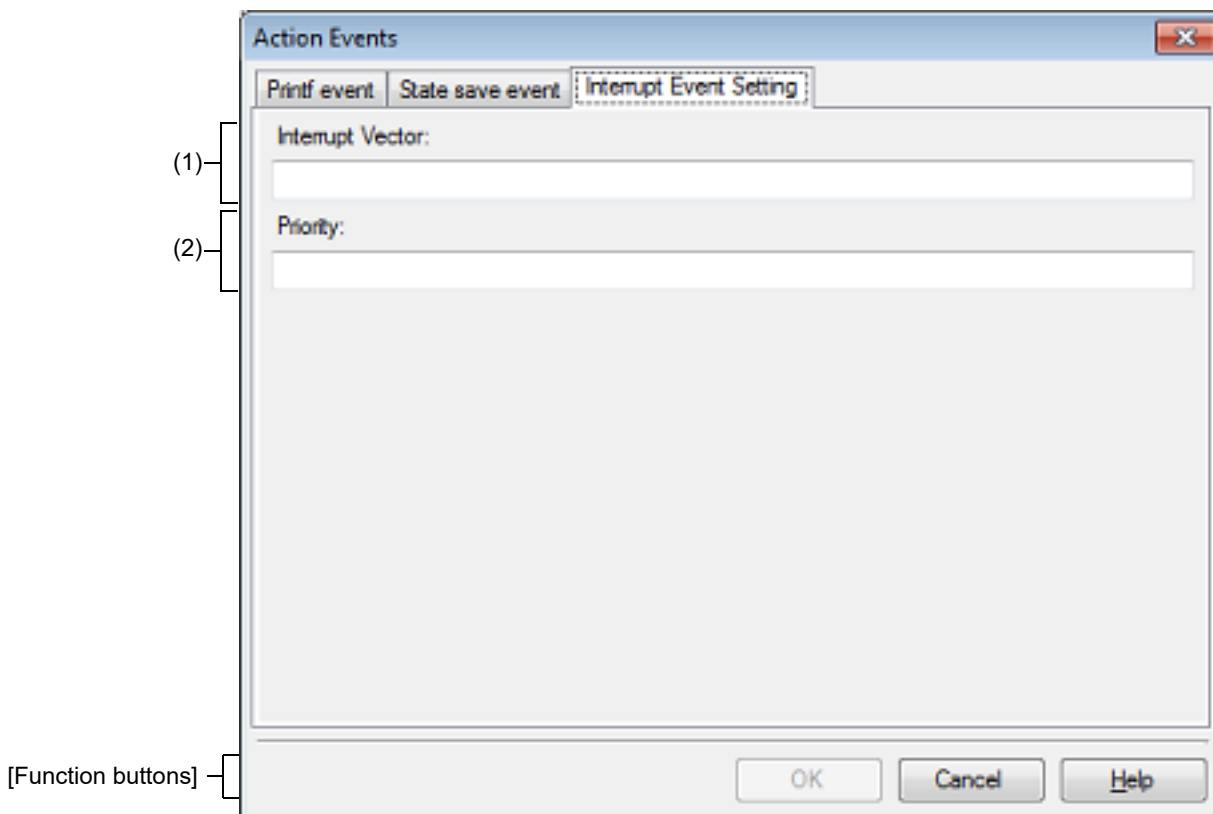 Action Events
Printf event State save event Interrupt Event Setting
Interrupt Vector:
(1)
Priority:
(2)
[Function buttons]
OK Cancel Help